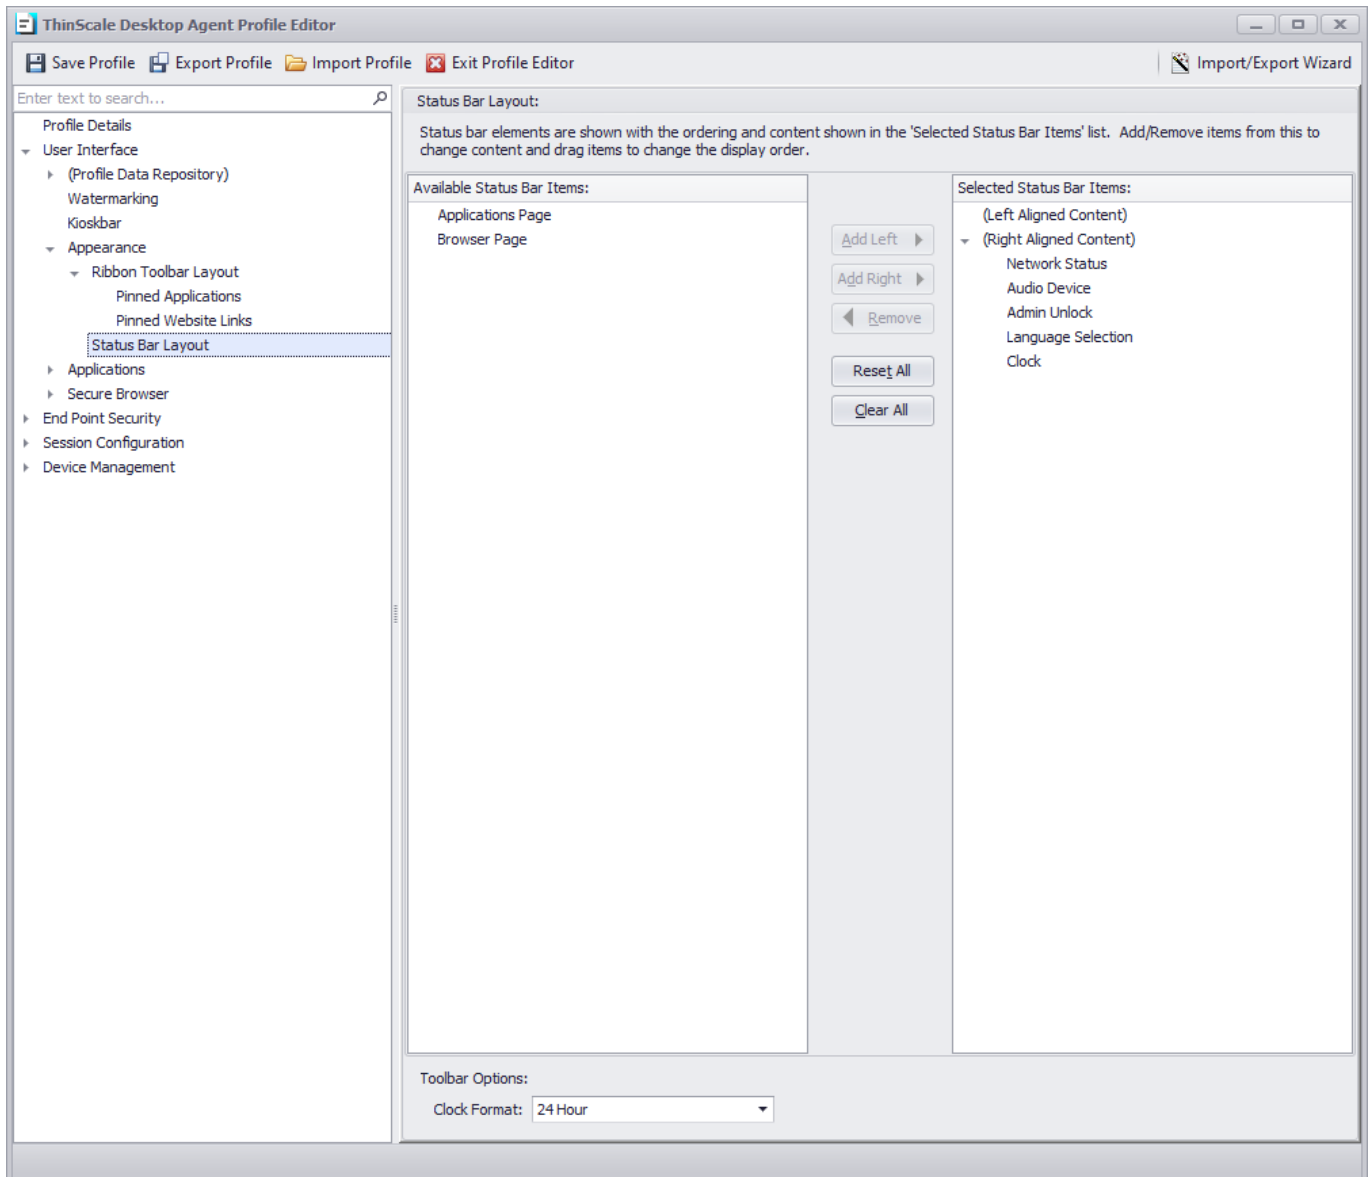 ThinScale Desktop Agent Profile Editor
Save Profile Export Profile Import Profile Exit Profile Editor Import/Export Wizard
Enter text to search...
Profile Details
User Interface
(Profile Data Repository)
Watermarking
Kioskbar
Appearance
Ribbon Toolbar Layout
Pinned Applications
Pinned Website Links
Status Bar Layout
Applications
Secure Browser
End Point Security
Session Configuration
Device Management
Status Bar Layout:
Status bar elements are shown with the ordering and content shown in the 'Selected Status Bar Items' list. Add/Remove items from this to
change content and drag items to change the display order.
Available Status Bar Items:
Applications Page
Browser Page
Add Left
Add Right
Remove
Reset All
Clear All
Selected Status Bar Items:
(Left Aligned Content)
(Right Aligned Content)
Network Status
Audio Device
Admin Unlock
Language Selection
Clock
Toolbar Options:
Clock Format: 24 Hour